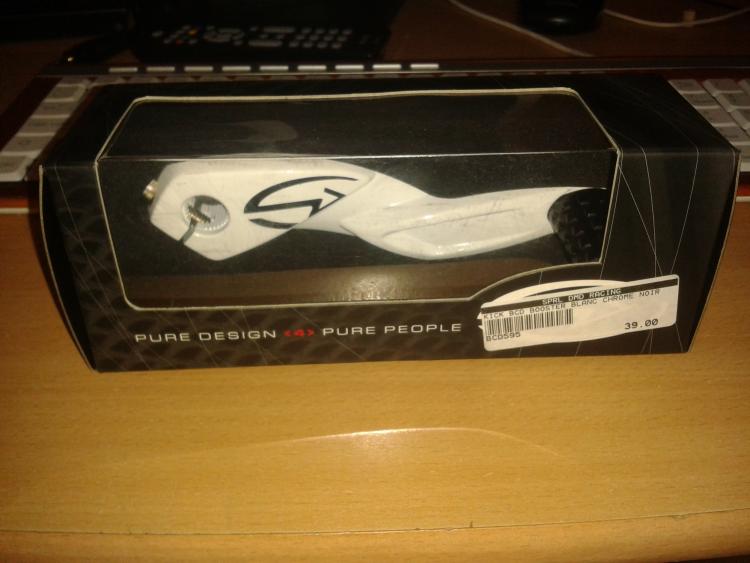 PURE DESIGN <4> PURE PEOPLE
SPRL DMD RACING
KICK BCD BOOSTER BLANC CHROME NOIR
BCD595
39.00